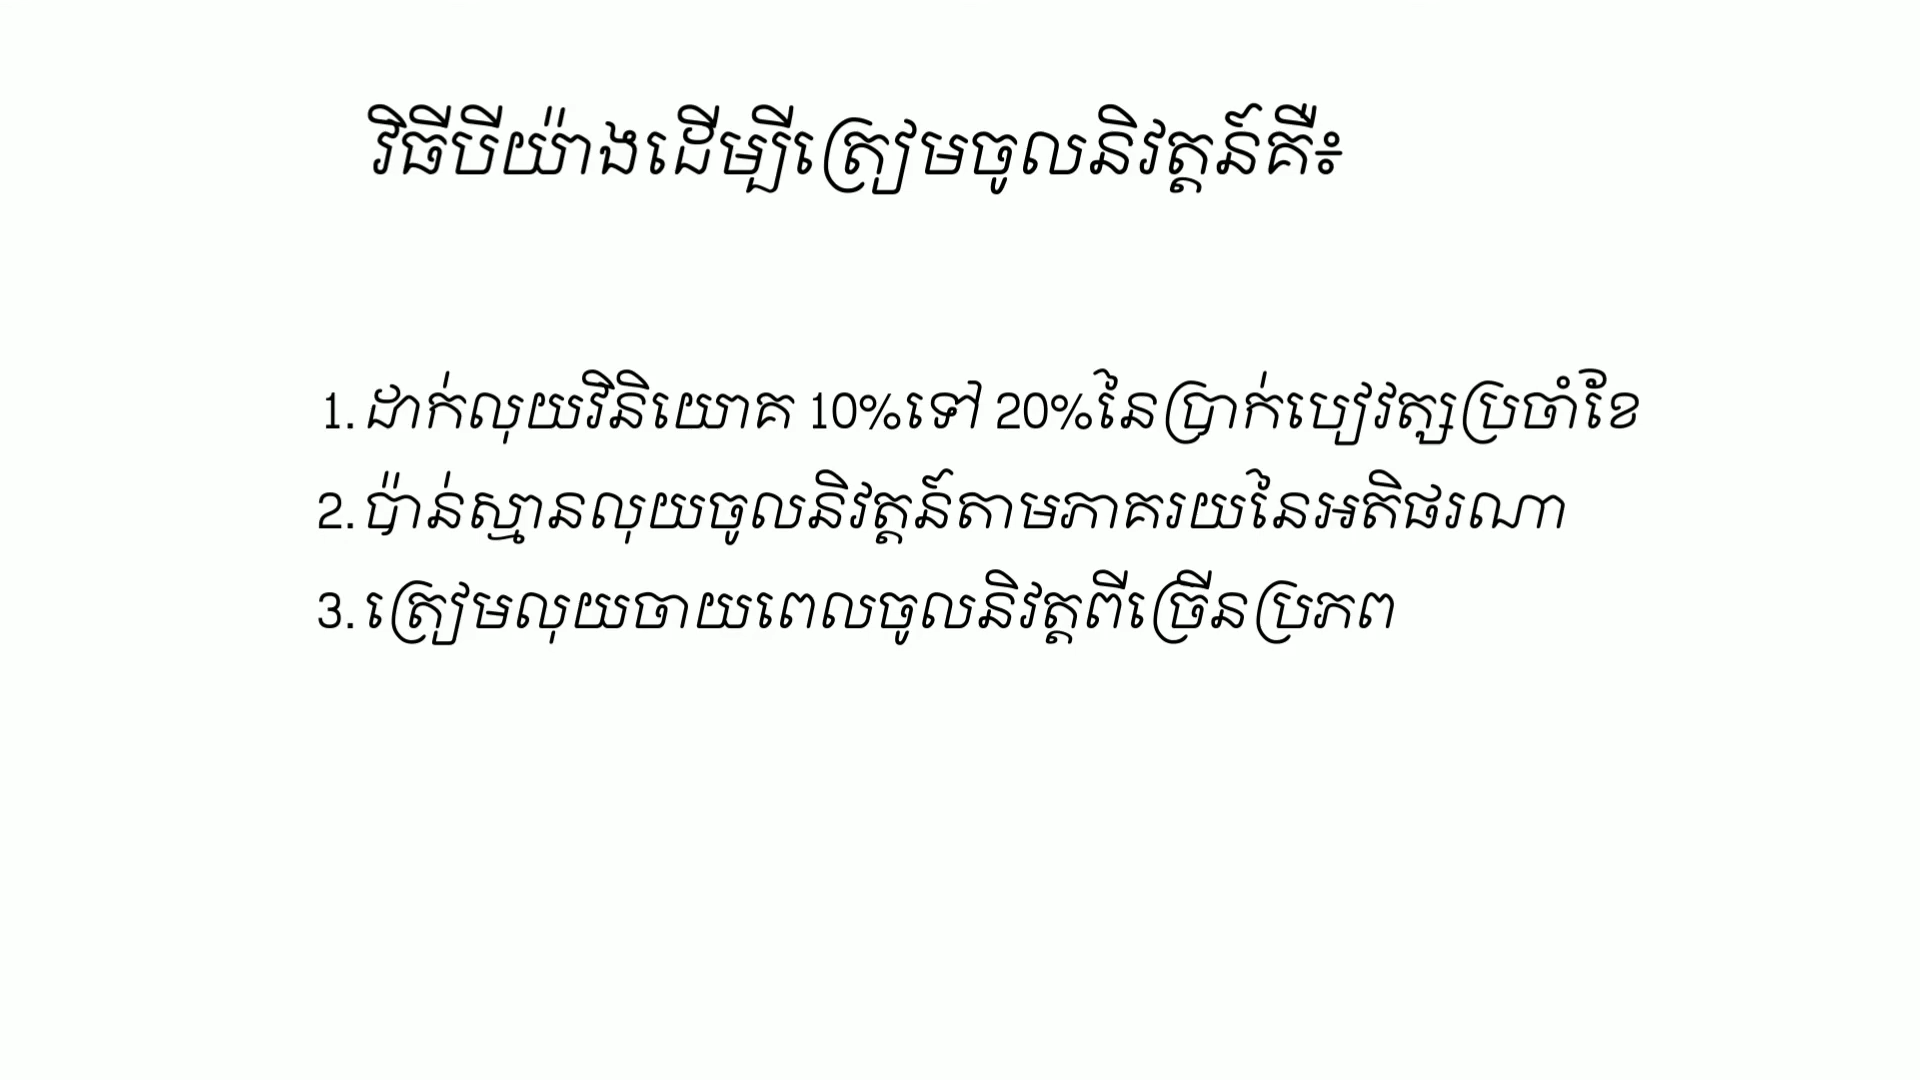 វិធីបីយ៉ាងដើម្បីត្រៀមចូលនិវត្តន៍គឺ៖
1. ដាក់លុយវិនិយោគ 10%ទៅ 20%នៃប្រាក់បៀវត្សប្រចាំខែ
2. ប៉ាន់ស្មានលុយចូលនិវត្តន៍តាមភាគរយនៃអតិផរណា
3. ត្រៀមលុយចាយពេលចូលនិវត្តពីច្រើនប្រភព